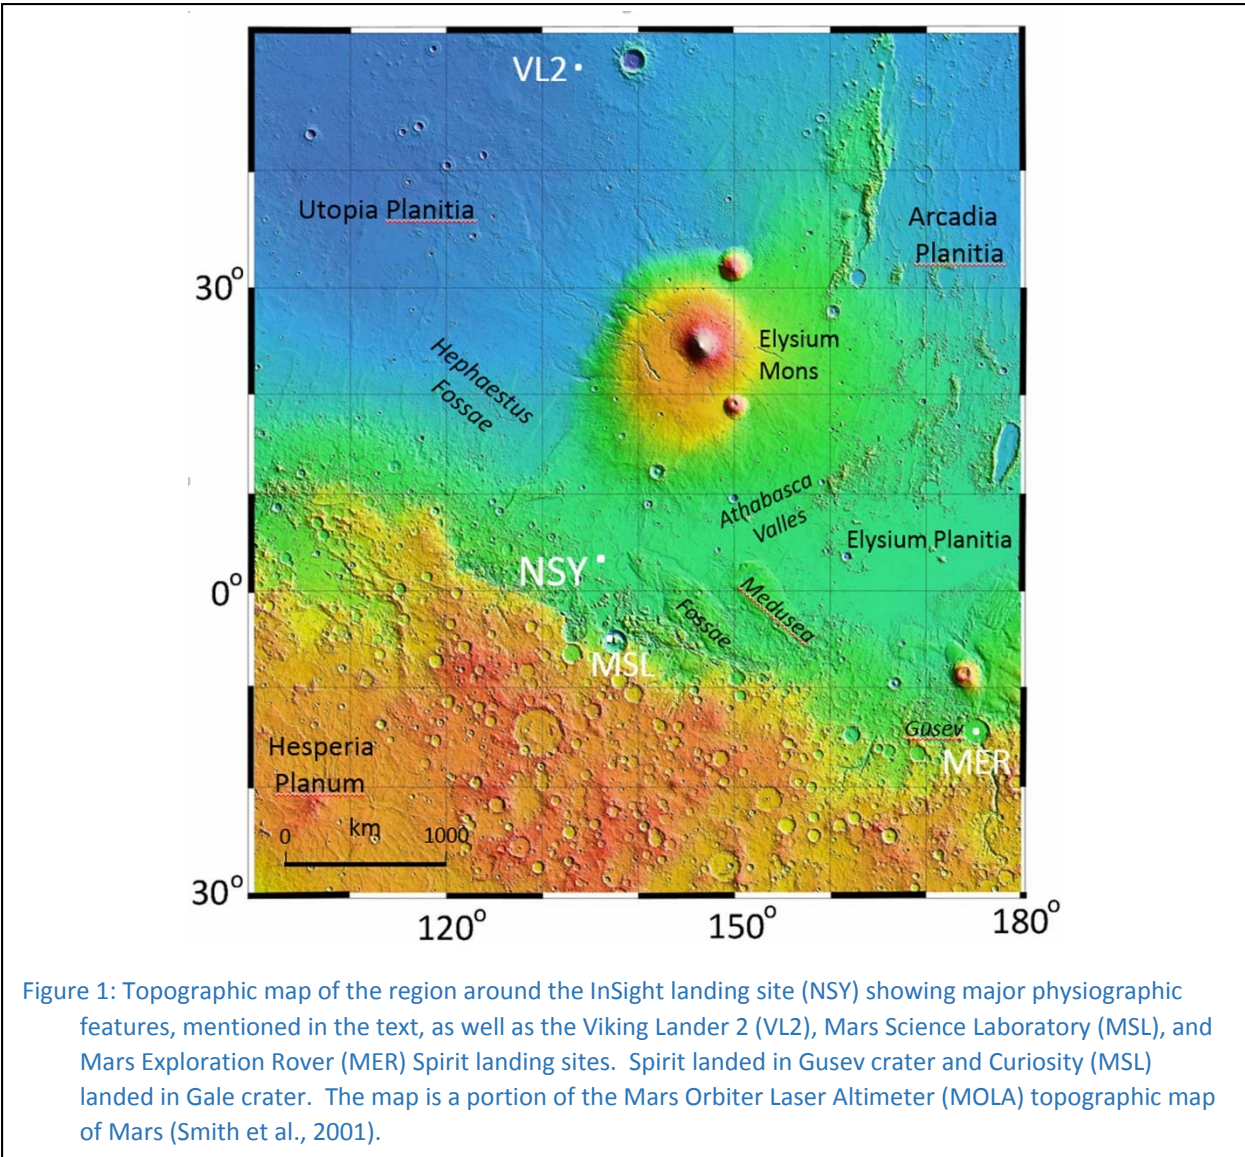 VL2
Utopia Planitia
Arcadia
Planitia
30°
Elysium
Mons
Hephaestus
Fossae
Athabasca
Valles
Elysium Planitia
NSY
0°
Medusea
Fossae
MSL
Gusev
MER
Hesperia
Planum
0 km 1000
30°
120° 150° 180°
Figure 1: Topographic map of the region around the InSight landing site (NSY) showing major physiographic
features, mentioned in the text, as well as the Viking Lander 2 (VL2), Mars Science Laboratory (MSL), and
Mars Exploration Rover (MER) Spirit landing sites. Spirit landed in Gusev crater and Curiosity (MSL)
landed in Gale crater. The map is a portion of the Mars Orbiter Laser Altimeter (MOLA) topographic map
of Mars (Smith et al., 2001).